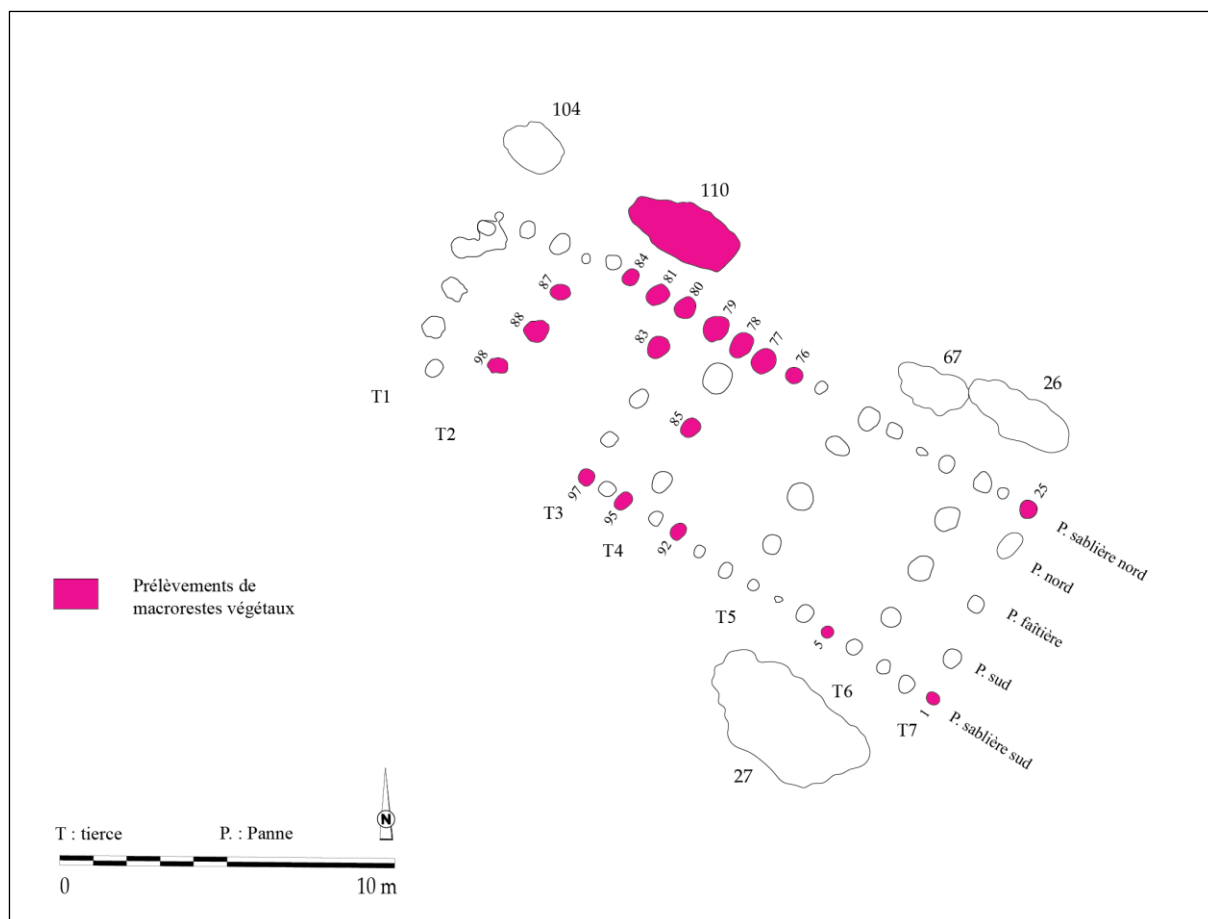 104
110
84
81
80
79
78
77
76
87
88
98
83
85
67
26
T1
T2
97
95
92
T3
T4
25
P. sablière nord
P. nord
P. faîtière
P. sud
P. sablière sud
Prélèvements de
macrorestes végétaux
T5
5
T6
T7
1
27
N
T : tierce P. : Panne
0 10 m